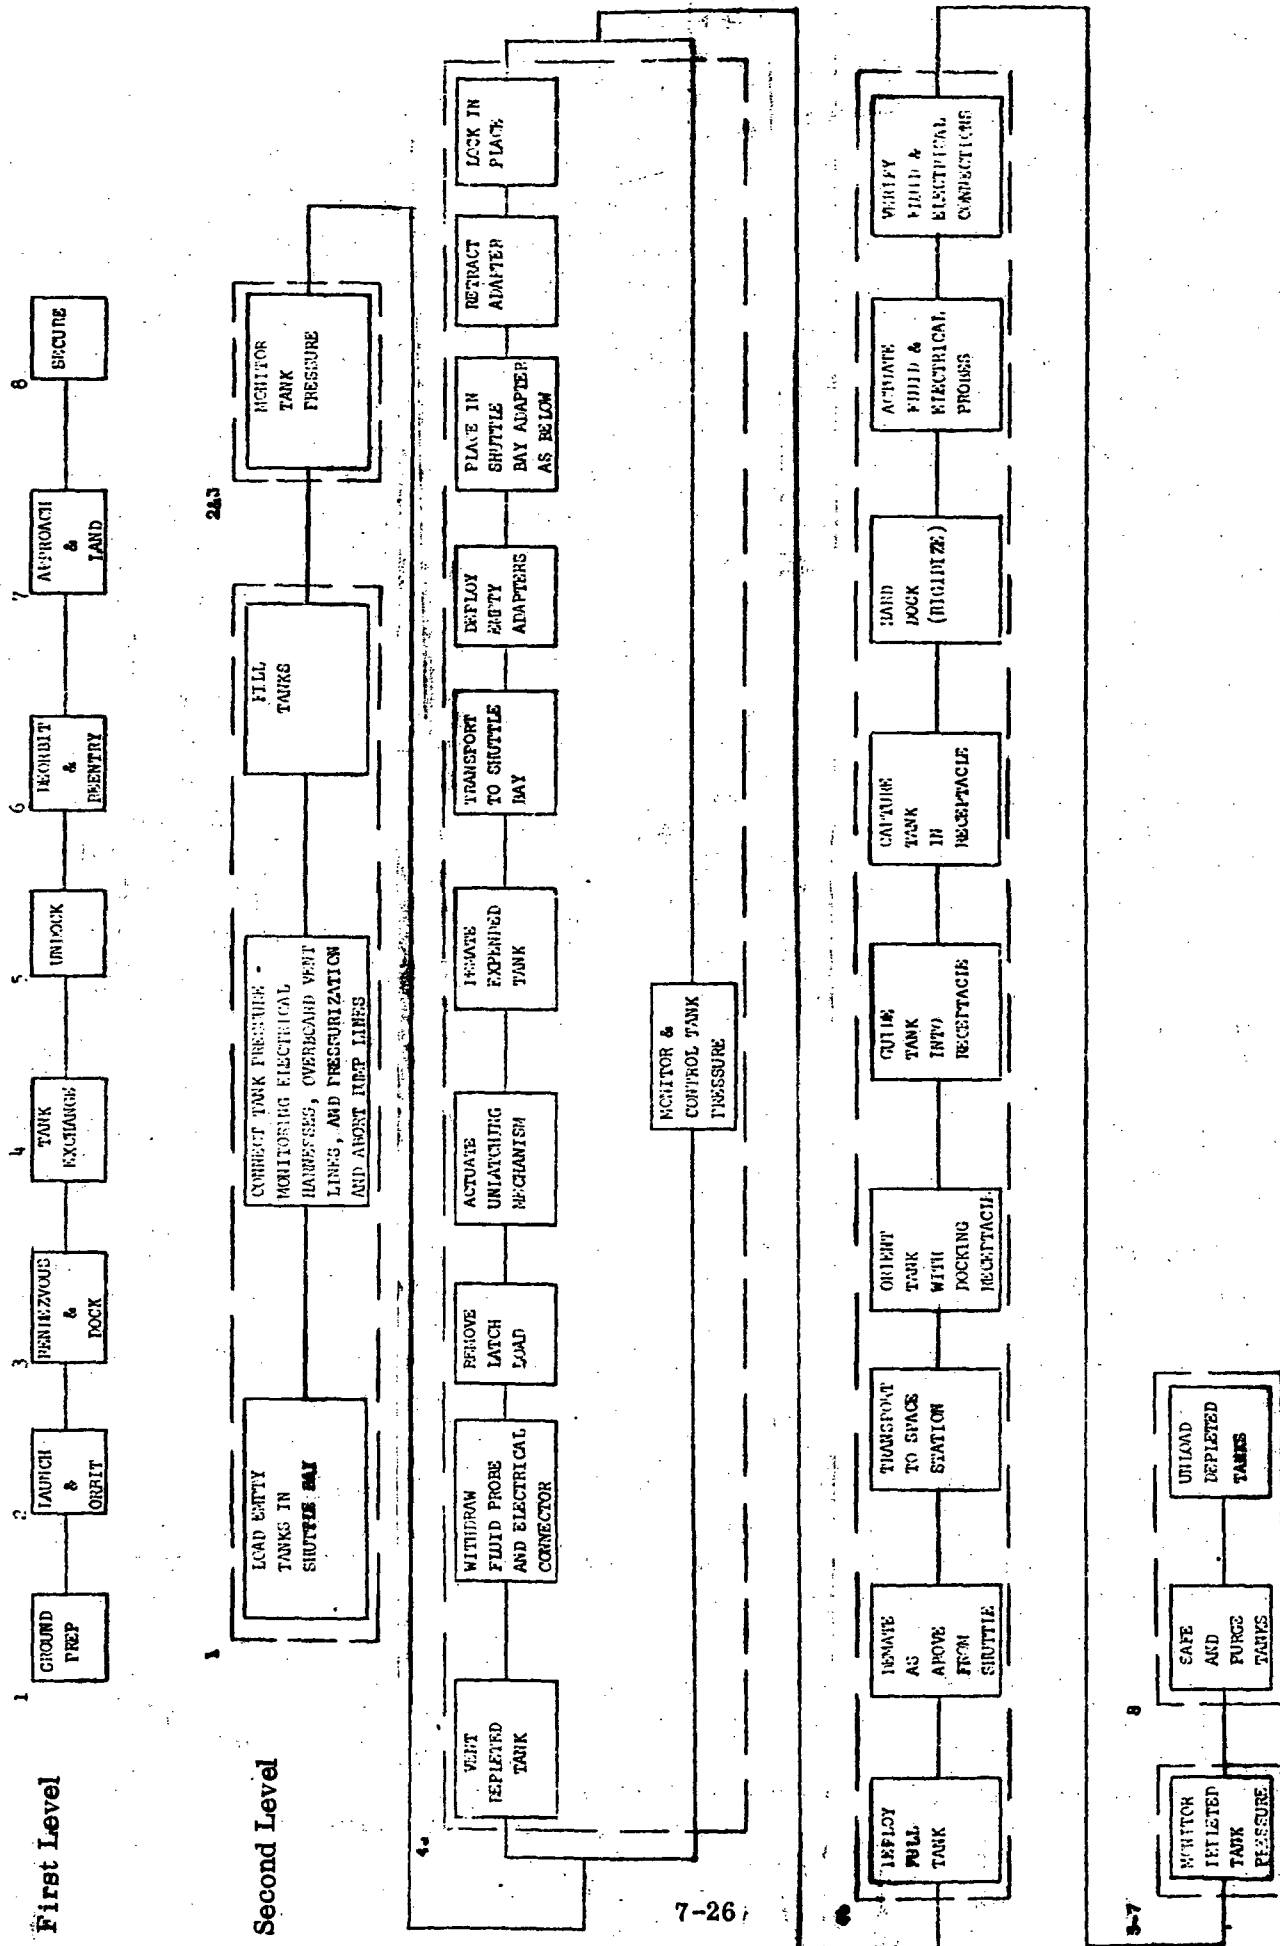 First Level
1
GROUND
PREP
2
LAUNCH
&
ORBIT
3
RENDEZVOUS
&
DOCK
4
TANK
EXCHANGE
5
UNDOCK
6
DEORBIT
&
REENTRY
7
APPROACH
&
LAND
8
SECURE
Second Level
1
LOAD EMPTY
TANKS IN
SHUTTLE BAY
CONNECT TANK PRESSURE -
MONITORING ELECTRICAL
HARNESSES, OVERBOARD VENT
LINES, AND PRESSURIZATION
AND ABORT DUMP LINES
FILL
TANKS
2&3
MONITOR
TANK
PRESSURE
VENT
DEPLETED
TANK
WITHDRAW
FLUID PROBE
AND ELECTRICAL
CONNECTOR
REMOVE
LATCH
LOAD
ACTUATE
UNLATCHING
MECHANISM
DEMATE
EXPENDED
TANK
TRANSPORT
TO SHUTTLE
BAY
DEPLOY
EMPTY
ADAPTERS
PLACE IN
SHUTTLE
BAY ADAPTER
AS BELOW
RETRACT
ADAPTER
LOCK IN
PLACE
MONITOR &
CONTROL TANK
PRESSURE
DEPLOY
FULL
TANK
DEMATE
AS
ABOVE
FROM
SHUTTLE
TRANSPORT
TO SPACE
STATION
ORIENT
TANK
WITH
DOCKING
RECEPTACLE
GUIDE
TANK
INTO
RECEPTACLE
CAPTURE
TANK
IN
RECEPTACLE
HARD
DOCK
(RIGIDIZE)
ACTUATE
FLUID &
ELECTRICAL
PROBES
VERIFY
FLUID &
ELECTRICAL
CONNECTIONS
5-7
MONITOR
DEPLETED
TANK
PRESSURE
8
SAFE
AND
PURGE
TANKS
UNLOAD
DEPLETED
TANKS
7-26